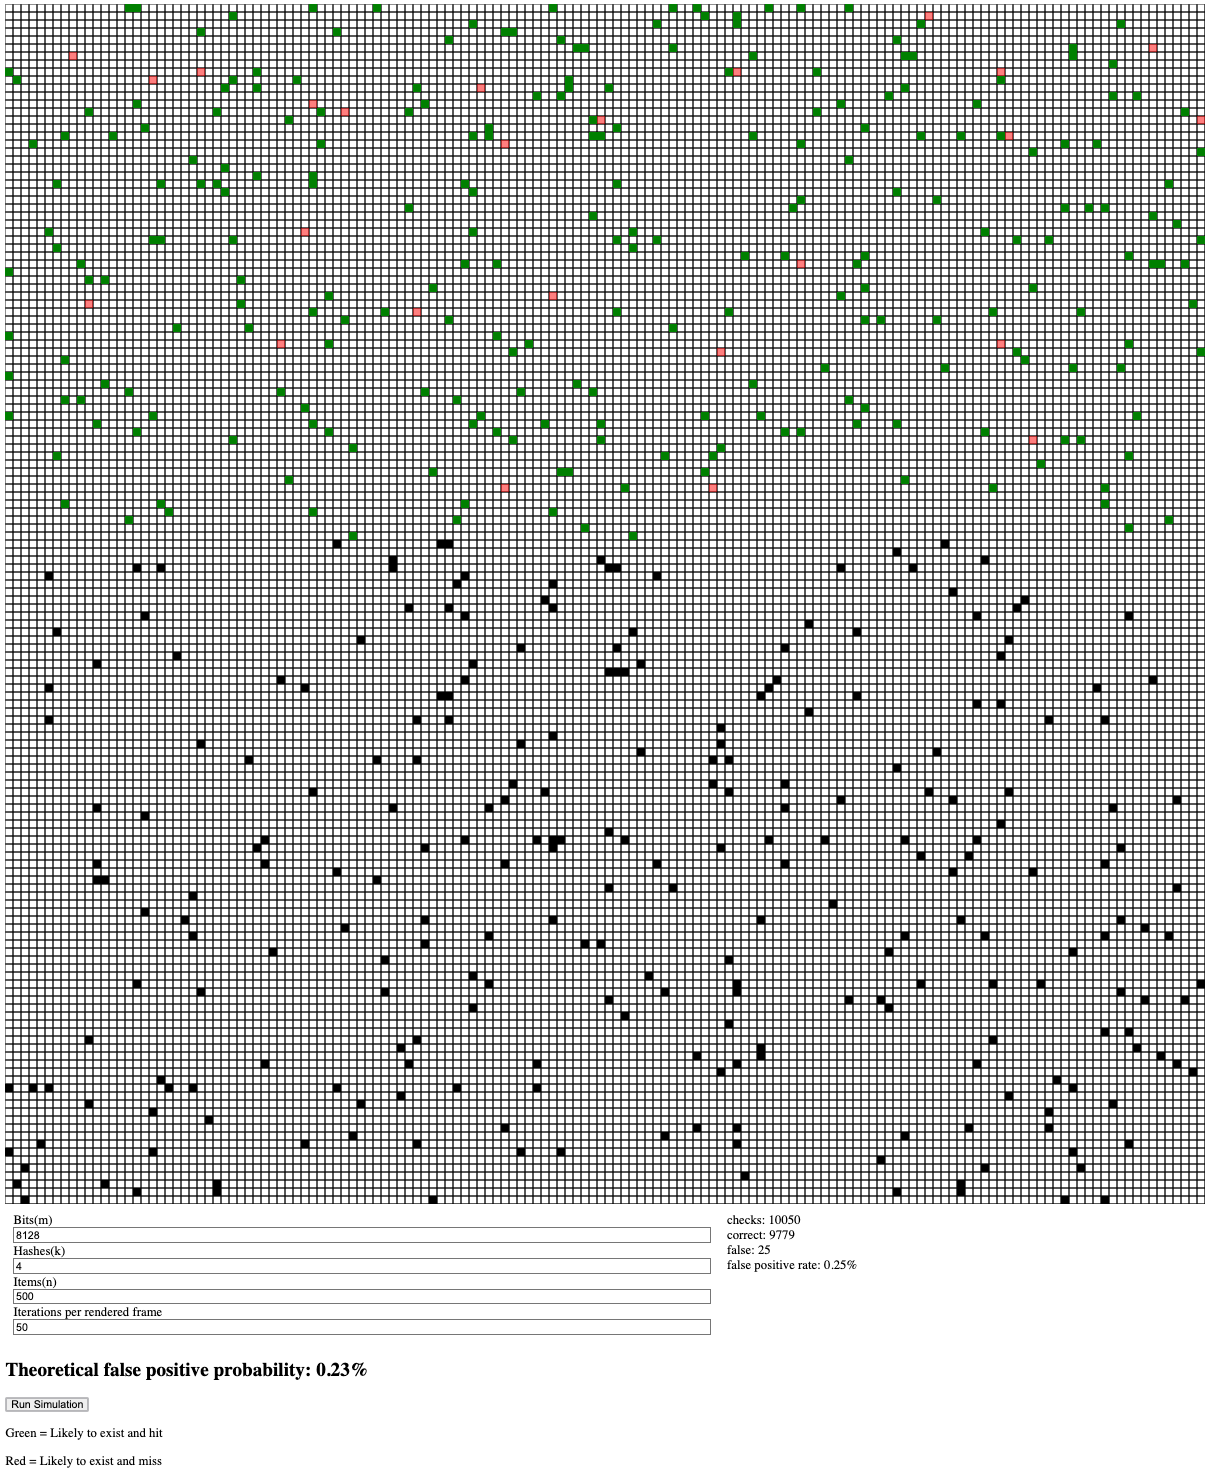 Bits(m)
8128
Hashes(k)
4
Items(n)
500
Iterations per rendered frame
50
checks: 10050
correct: 9779
false: 25
false positive rate: 0.25%
Theoretical false positive probability: 0.23%
Run Simulation
Green = Likely to exist and hit
Red = Likely to exist and miss